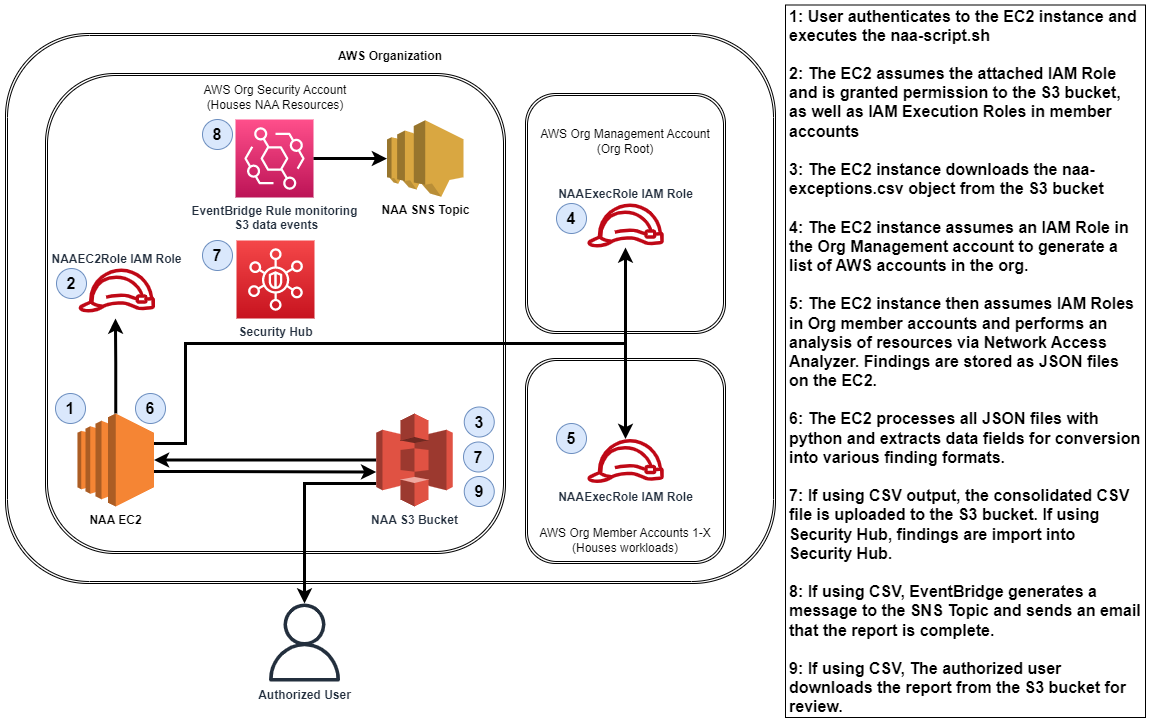 AWS Organization
AWS Org Security Account
(Houses NAA Resources)
8
EventBridge Rule monitoring
S3 data events
NAA SNS Topic
7
Security Hub
NAAEC2Role IAM Role
2
1
6
NAA EC2
3
7
9
NAA S3 Bucket
AWS Org Management Account
(Org Root)
NAAExecRole IAM Role
4
5
NAAExecRole IAM Role
AWS Org Member Accounts 1-X
(Houses workloads)
Authorized User
1: User authenticates to the EC2 instance and
executes the naa-script.sh
2: The EC2 assumes the attached IAM Role
and is granted permission to the S3 bucket,
as well as IAM Execution Roles in member
accounts
3: The EC2 instance downloads the naa-
exceptions.csv object from the S3 bucket
4: The EC2 instance assumes an IAM Role in
the Org Management account to generate a
list of AWS accounts in the org.
5: The EC2 instance then assumes IAM Roles
in Org member accounts and performs an
analysis of resources via Network Access
Analyzer. Findings are stored as JSON files
on the EC2.
6: The EC2 processes all JSON files with
python and extracts data fields for conversion
into various finding formats.
7: If using CSV output, the consolidated CSV
file is uploaded to the S3 bucket. If using
Security Hub, findings are import into
Security Hub.
8: If using CSV, EventBridge generates a
message to the SNS Topic and sends an email
that the report is complete.
9: If using CSV, The authorized user
downloads the report from the S3 bucket for
review.